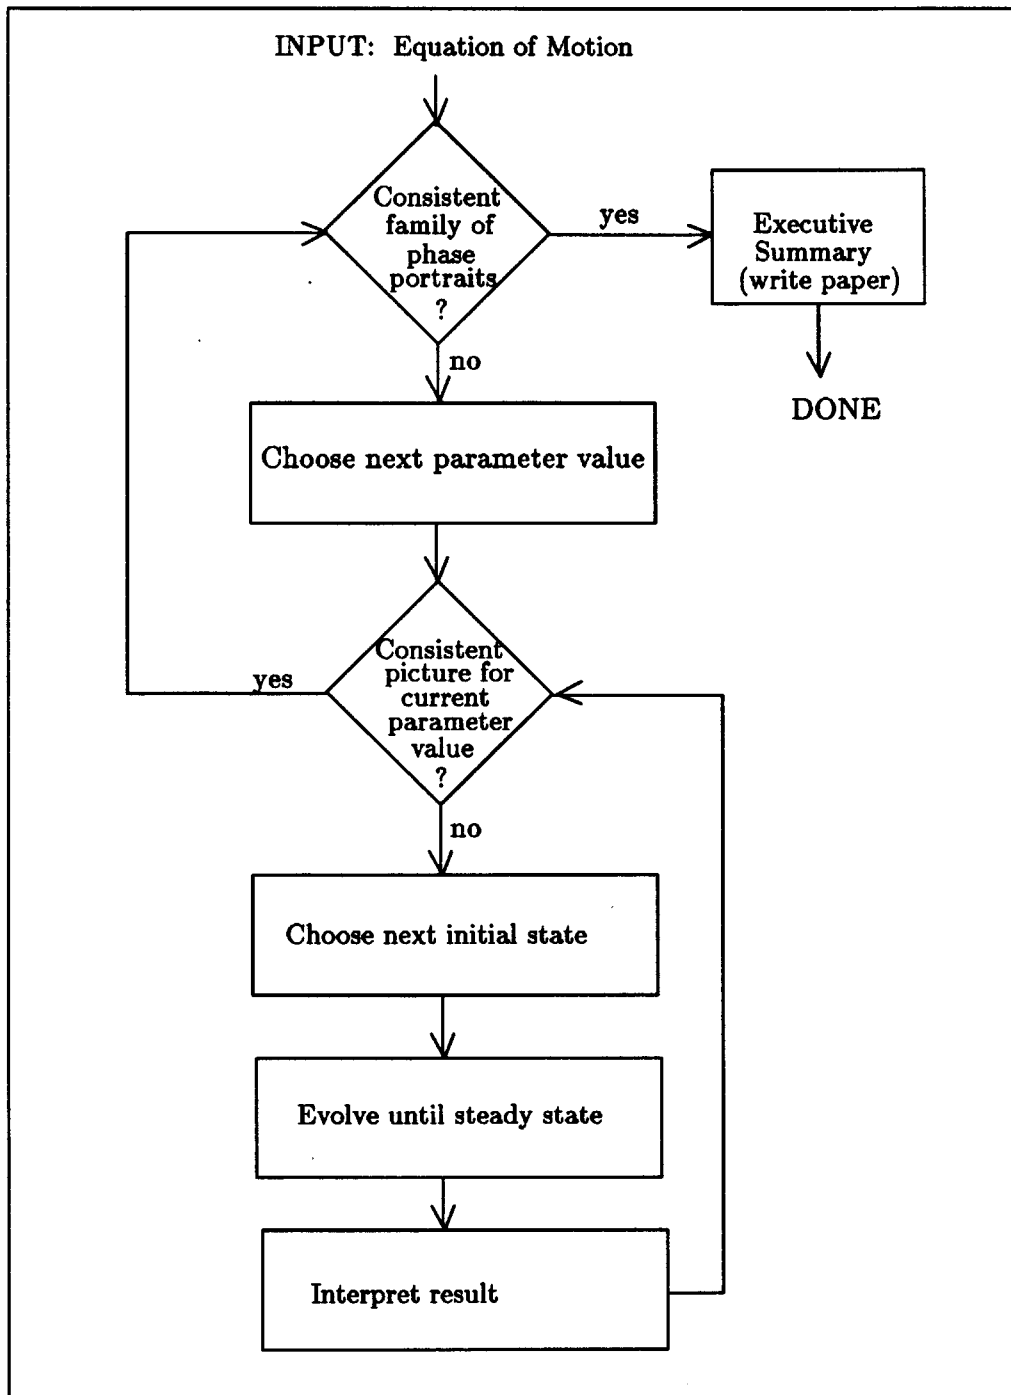 INPUT: Equation of Motion
Consistent
family of
phase
portraits
?
yes
Executive
Summary
(write paper)
DONE
no
Choose next parameter value
Consistent
picture for
current
parameter
value
?
yes
no
Choose next initial state
Evolve until steady state
Interpret result